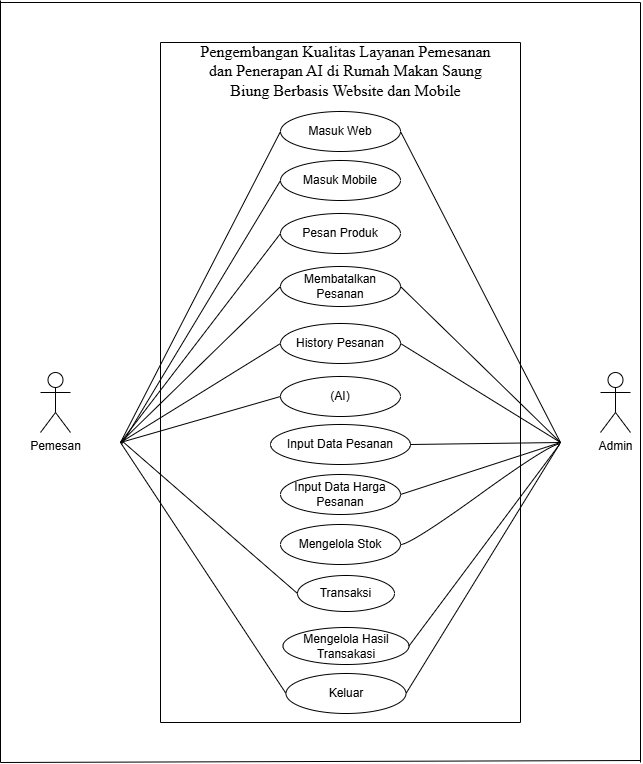 Pengembangan Kualitas Layanan Pemesanan
dan Penerapan AI di Rumah Makan Saung
Biung Berbasis Website dan Mobile
Masuk Web
Masuk Mobile
Pesan Produk
Membatalkan
Pesanan
History Pesanan
(AI)
Pemesan
Admin
Input Data Pesanan
Input Data Harga
Pesanan
Mengelola Stok
Transaksi
Mengelola Hasil
Transakasi
Keluar